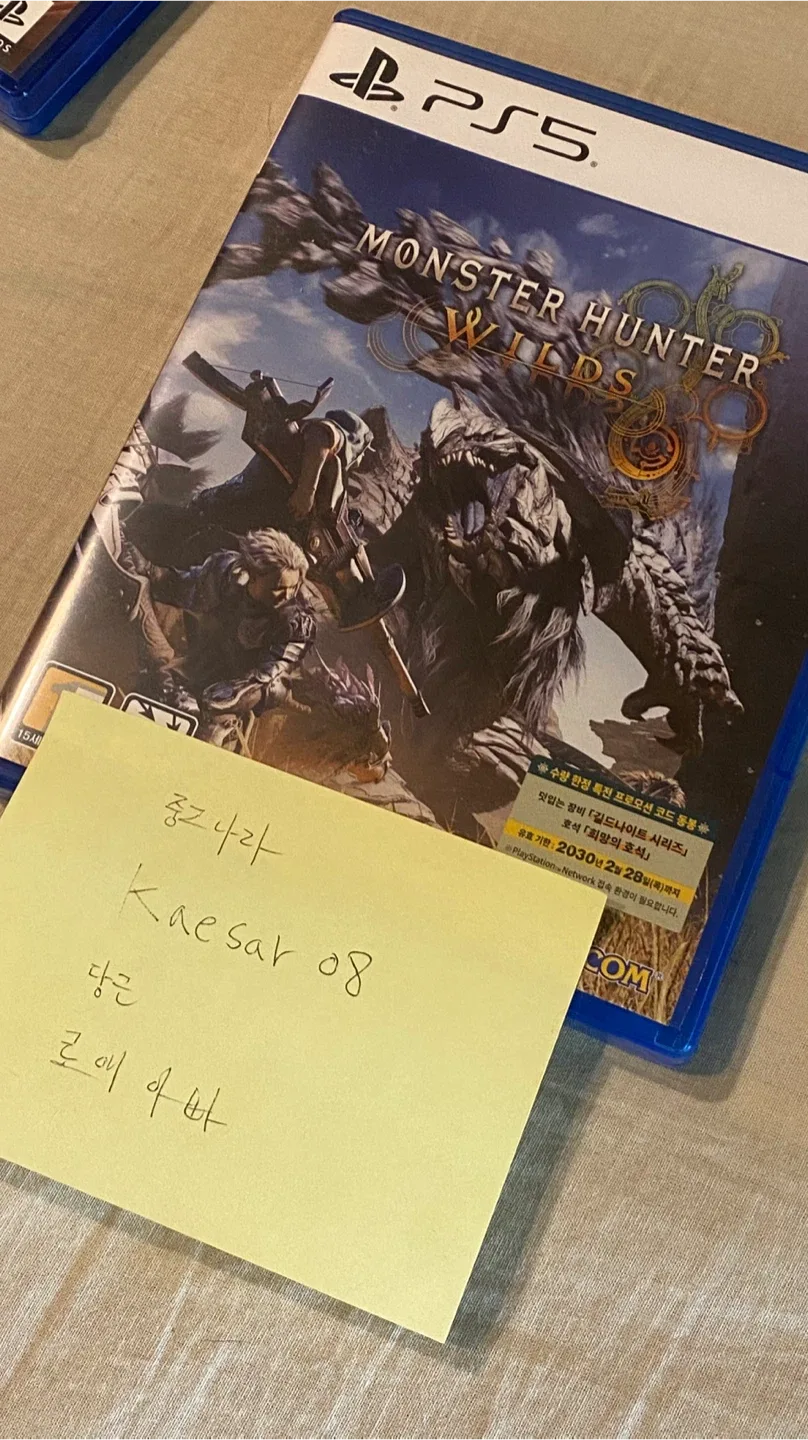 PS5
MONSTER HUNTER
WILDS
수량 한정 특전 프로모션 코드 동봉
덧입는 장비 「길드나이트 시리즈」
호석 「희망의 호석」
유효 기한 : 2030년 2월 28일(목)까지
※PlayStation™Network 접속 환경이 필요합니다.
COM
15세
중고나라
Kaesar 08
당근
로에 아빠